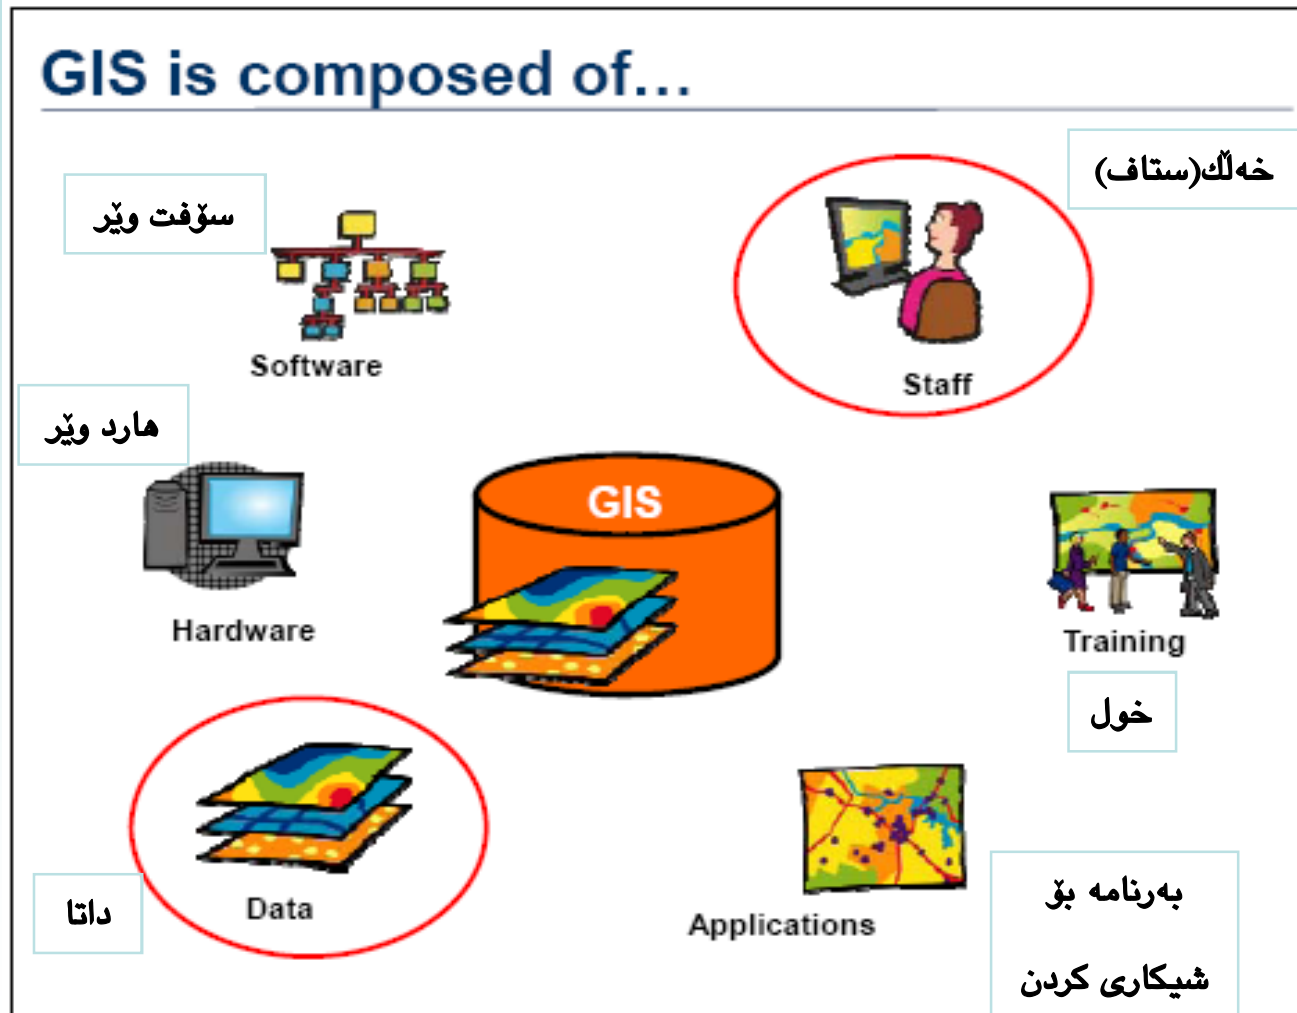 GIS is composed of...
خەڵك(ستاف)
سۆفت وێر
Software
Staff
هارد وێر
GIS
Hardware
Training
خول
Data
داتا
Applications
بەرنامە بۆ
شیکاری کردن